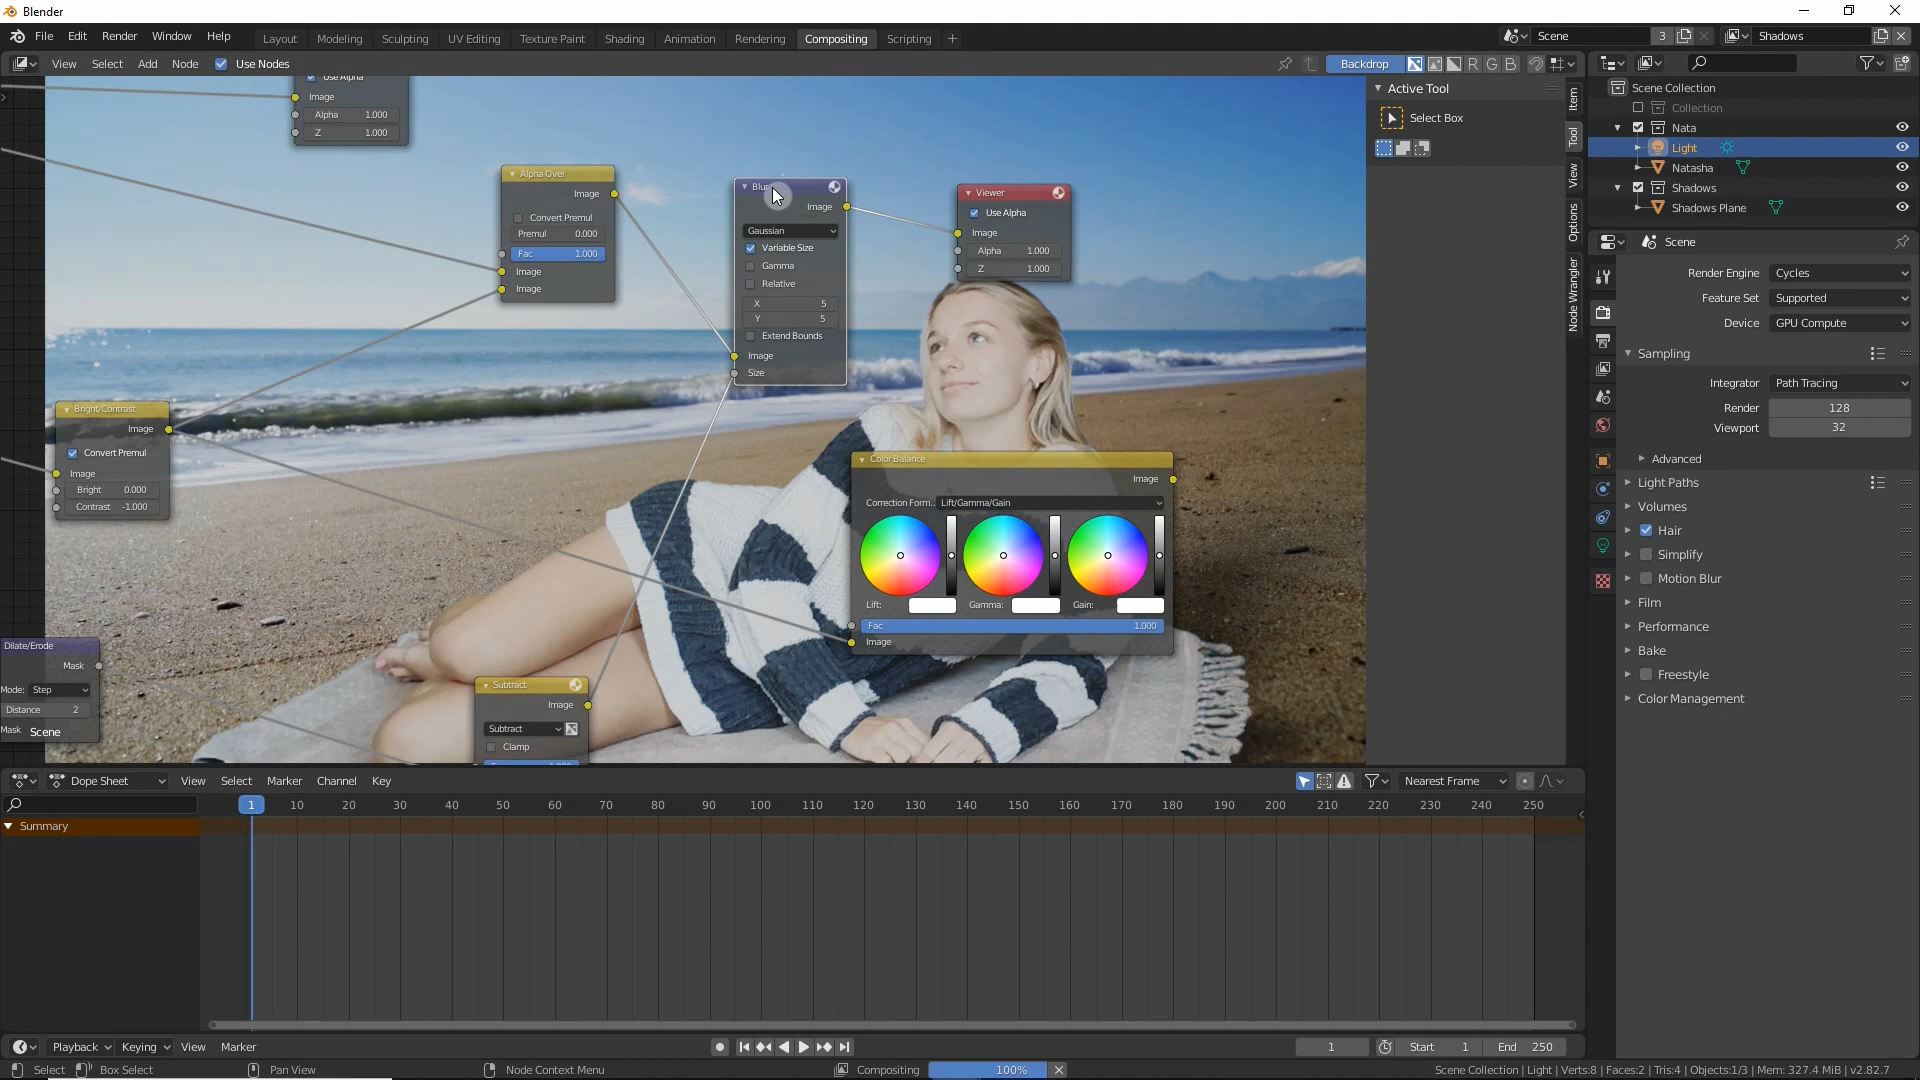 Blender
File Edit Render Window Help Layout Modeling Sculpting UV Editing Texture Paint Shading Animation Rendering Compositing Scripting + Scene 3 Shadows
View Select Add Node Use Nodes Backdrop R G B
Use Alpha
Image
Alpha 1.000
Z 1.000
Alpha Over
Image
Convert Premul
Premul 0.000
Fac 1.000
Image
Image
Blur
Image
Gaussian
Variable Size
Gamma
Relative
X 5
Y 5
Extend Bounds
Image
Size
Viewer
Use Alpha
Image
Alpha 1.000
Z 1.000
Bright/Contrast
Image
Convert Premul
Image
Bright 0.000
Contrast -1.000
Color Balance
Image
Correction Form.. Lift/Gamma/Gain
Lift: Gamma: Gain:
Fac 1.000
Image
Dilate/Erode
Mask
Mode: Step
Distance 2
Mask Scene
Subtract
Image
Subtract
Clamp
Active Tool
Select Box
Item
Tool
View
Options
Node Wrangler
Scene Collection
Collection
Nata
Light
Natasha
Shadows
Shadows Plane
Scene
Render Engine Cycles
Feature Set Supported
Device GPU Compute
Sampling
Integrator Path Tracing
Render 128
Viewport 32
Advanced
Light Paths
Volumes
Hair
Simplify
Motion Blur
Film
Performance
Bake
Freestyle
Color Management
Dope Sheet View Select Marker Channel Key Nearest Frame
1 10 20 30 40 50 60 70 80 90 100 110 120 130 140 150 160 170 180 190 200 210 220 230 240 250
Summary
Playback Keying View Marker 1 Start 1 End 250
Select Box Select Pan View Node Context Menu Compositing 100% Scene Collection | Light | Verts:8 | Faces:2 | Tris:4 | Objects:1/3 | Mem: 327.4 MiB | v2.82.7